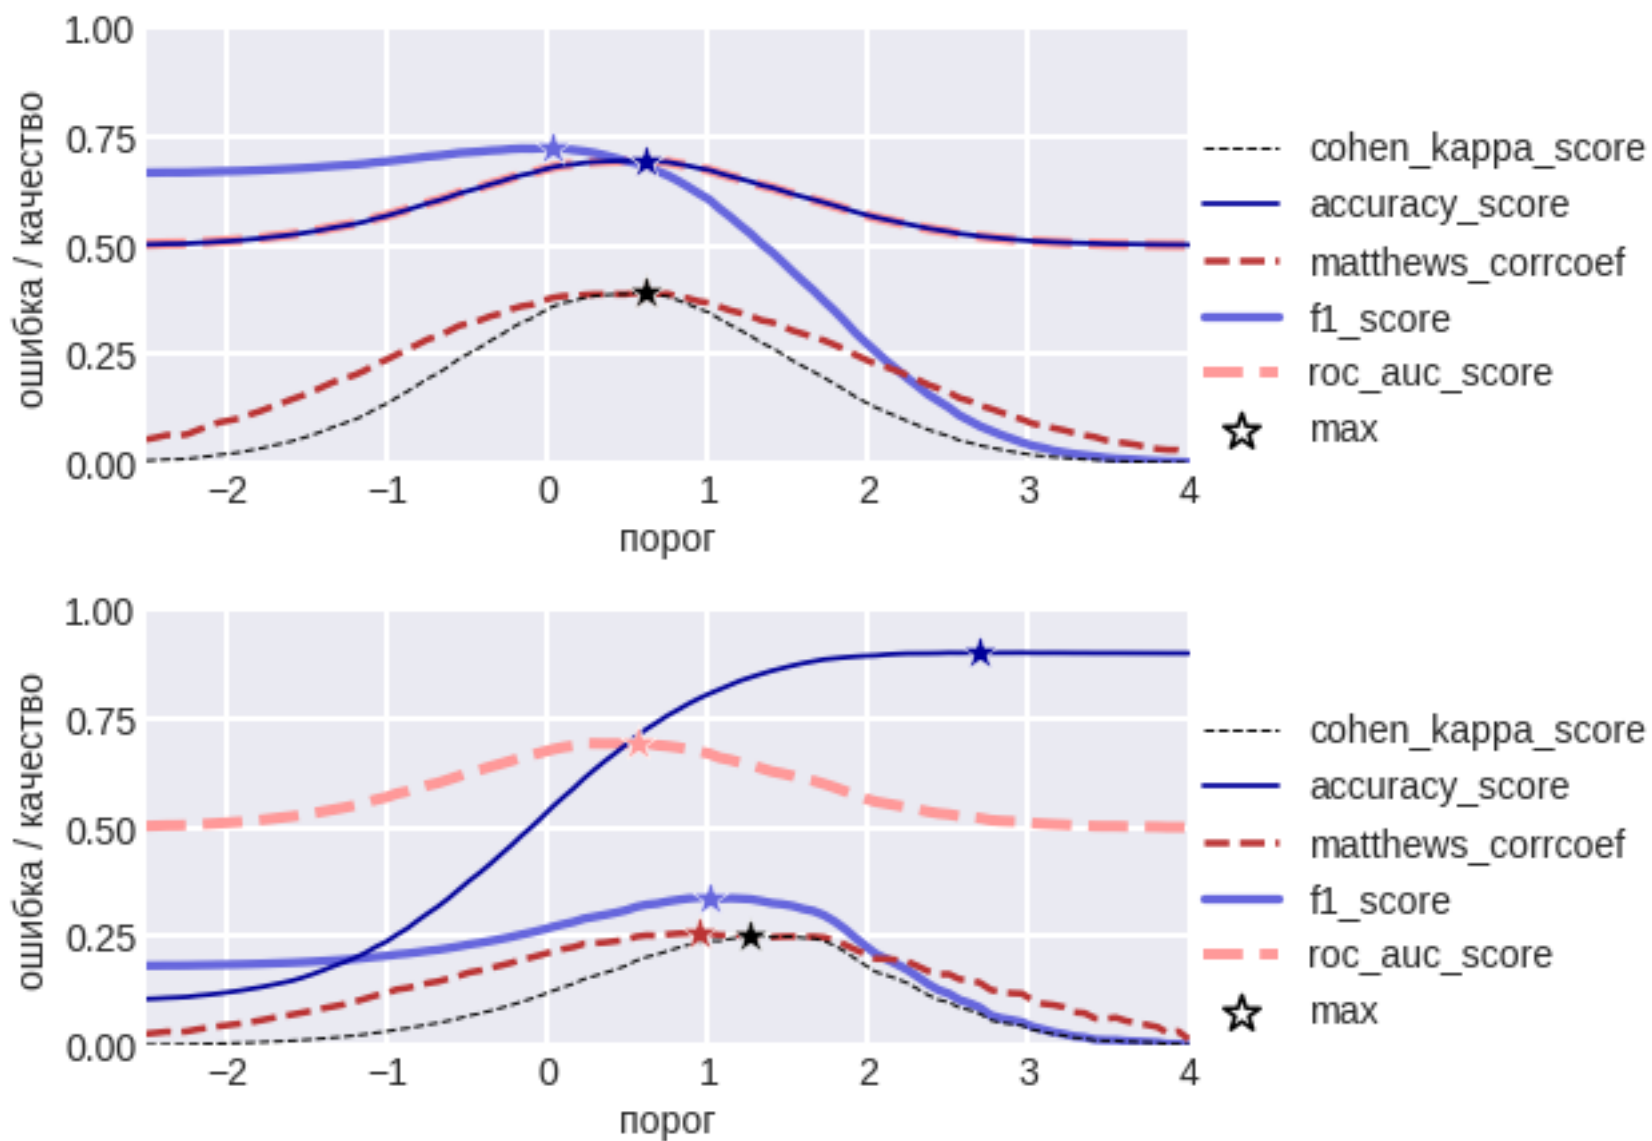 1.00
0.75
0.50
0.25
0.00
ошибка / качество
−2 −1 0 1 2 3 4
порог
cohen_kappa_score
accuracy_score
matthews_corrcoef
f1_score
roc_auc_score
max
1.00
0.75
0.50
0.25
0.00
ошибка / качество
−2 −1 0 1 2 3 4
порог
cohen_kappa_score
accuracy_score
matthews_corrcoef
f1_score
roc_auc_score
max